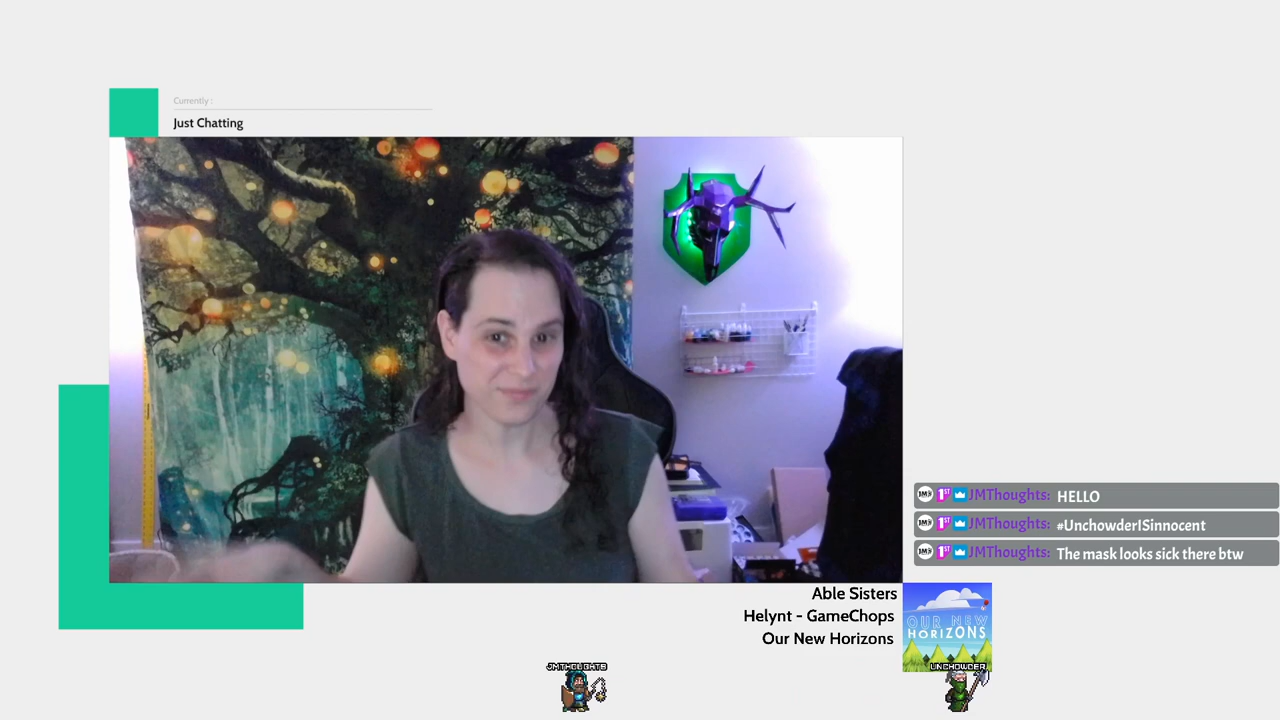 Currently :
Just Chatting
JMThoughts: HELLO
JMThoughts: #UnchowderISinnocent
JMThoughts: The mask looks sick there btw
Able Sisters
Helynt - GameChops
Our New Horizons
OUR NEW
HORIZONS
JMTHOUGHTS
UNCHOWDER